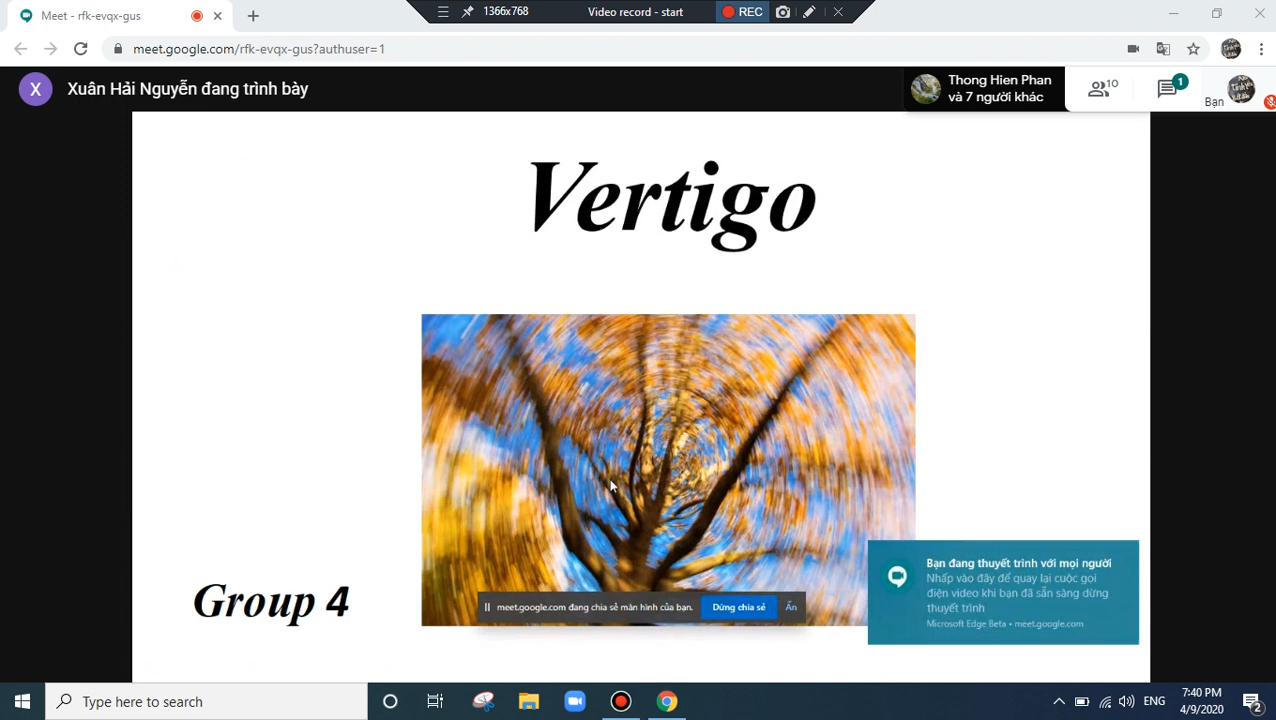 1366x768 Video record - start REC
Meet - rfk-evqx-gus
meet.google.com/rfk-evqx-gus?authuser=1
X Xuân Hải Nguyễn đang trình bày
Thong Hien Phan
và 7 người khác
10
1
Bạn
Vertigo
Group 4
meet.google.com đang chia sẻ màn hình của bạn. Dừng chia sẻ Ẩn
Bạn đang thuyết trình với mọi người
Nhấp vào đây để quay lại cuộc gọi
điện video khi bạn đã sẵn sàng dừng
thuyết trình
Microsoft Edge Beta • meet.google.com
Type here to search
ENG
7:40 PM
4/9/2020
2